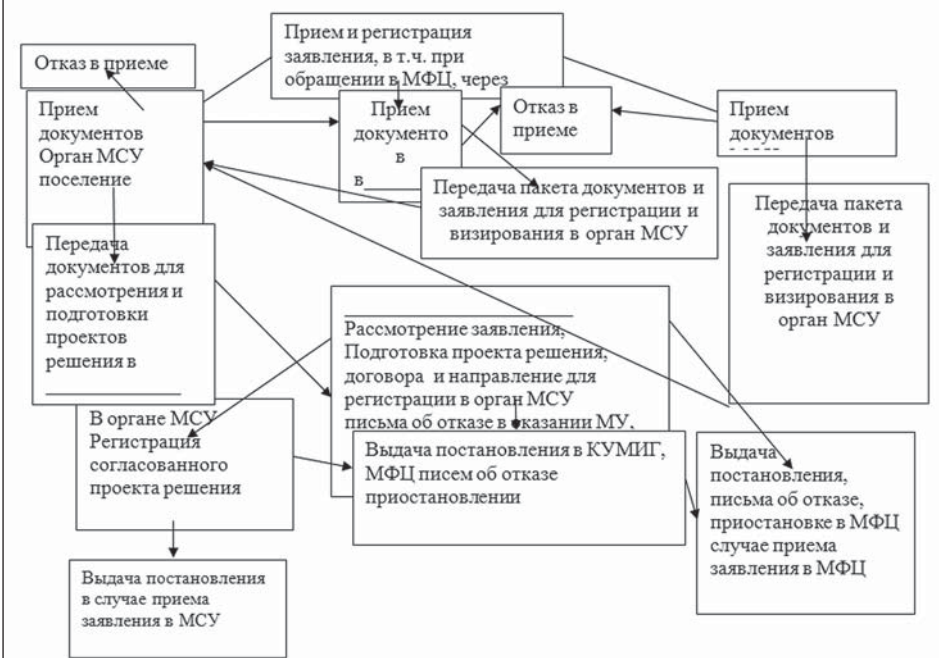 Прием и регистрация
заявления, в т.ч. при
обращении в МФЦ, через
Отказ в приеме
Прием
документов
Орган МСУ
поселение
Прием
документо
в
в_________
Отказ в
приеме
Прием
документов
Передача пакета документов и
заявления для регистрации и
визирования в орган МСУ
Передача пакета
документов и
заявления для
регистрации и
визирования в
орган МСУ
Передача
документов для
рассмотрения и
подготовки
проектов
решения в
______________
______________________
Рассмотрение заявления,
Подготовка проекта решения,
договора и направление для
регистрации в орган МСУ
письма об отказе в оказании МУ,
В органе МСУ
Регистрация
согласованного
проекта решения
Выдача постановления в КУМИГ,
МФЦ писем об отказе
приостановлении
Выдача
постановления,
письма об отказе,
приостановке в МФЦ
случае приема
заявления в МФЦ
Выдача постановления
в случае приема
заявления в МСУ